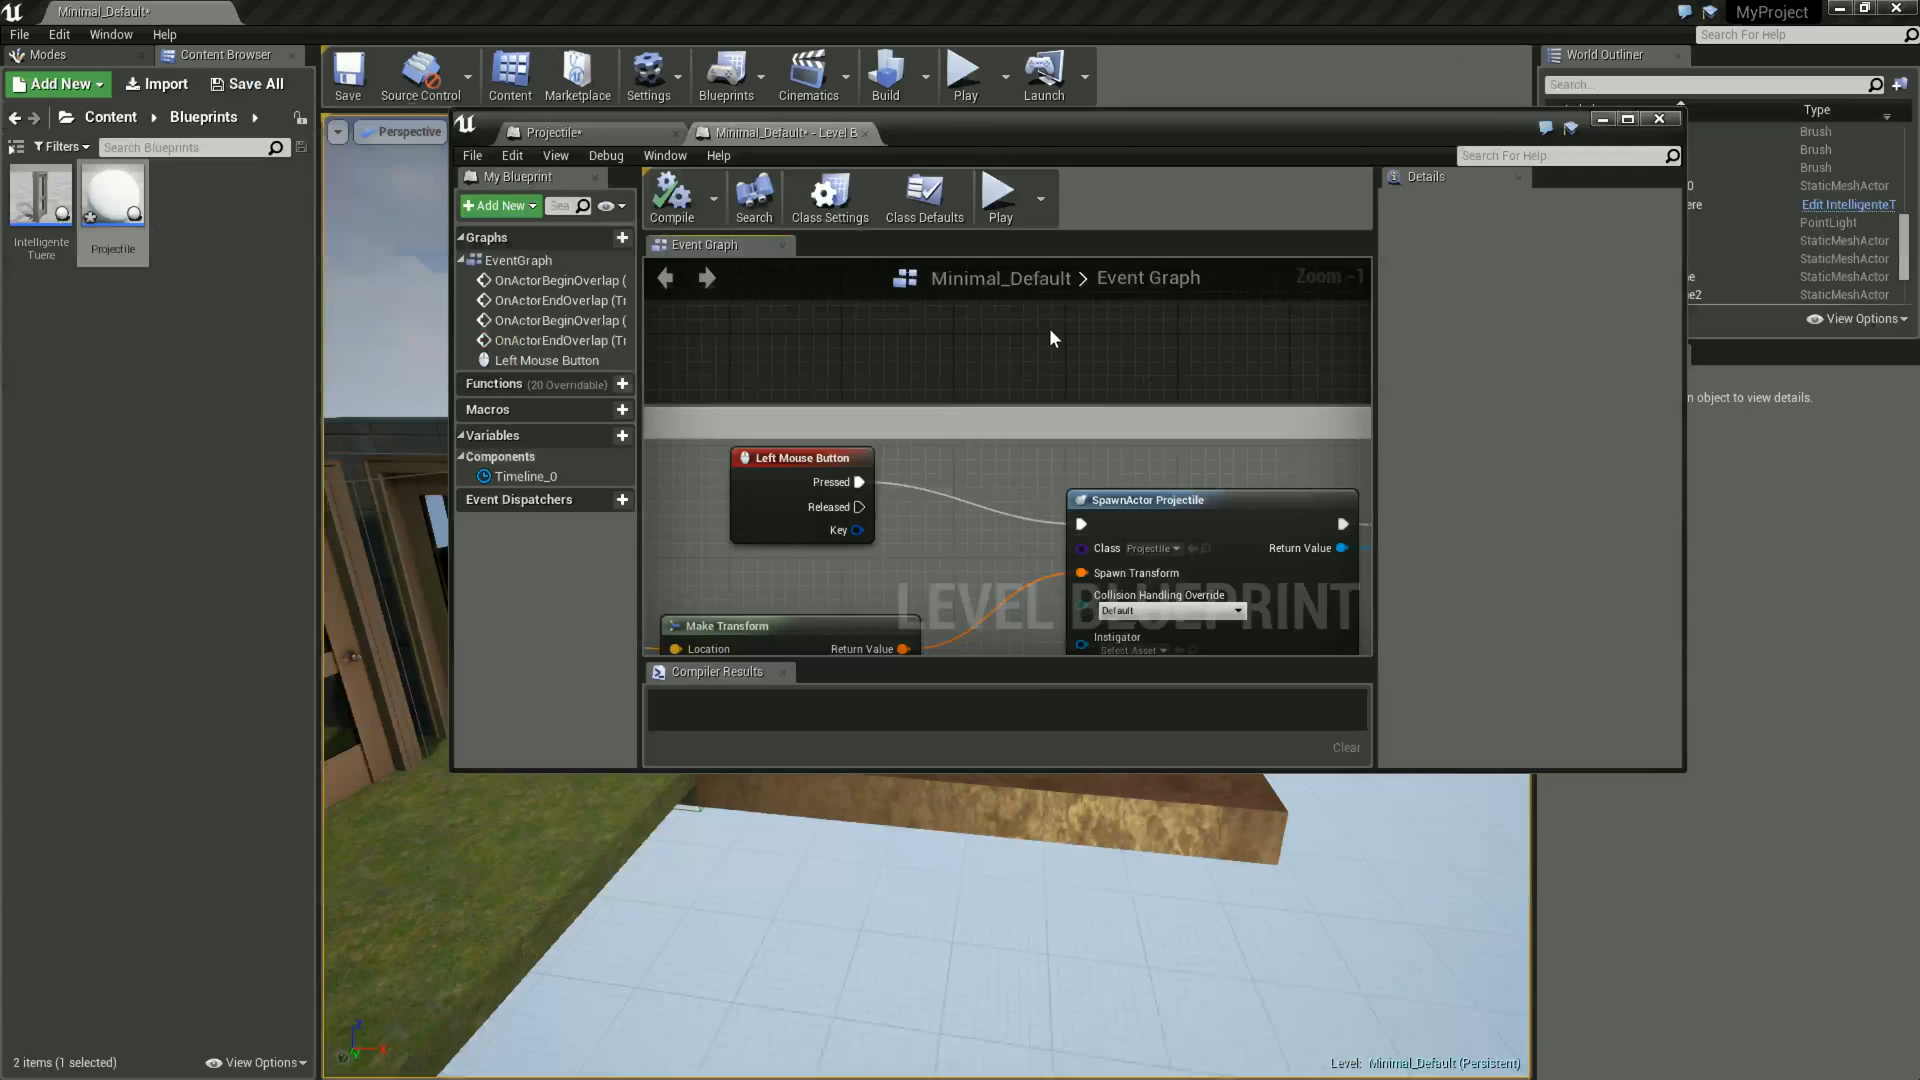 Minimal_Default*
MyProject
File Edit Window Help
Search For Help
Modes
Content Browser
Add New
Import
Save All
Content
Blueprints
Filters
Search Blueprints
Intelligente
Tuere
Projectile
2 items (1 selected)
View Options
Save
Source Control
Content
Marketplace
Settings
Blueprints
Cinematics
Build
Play
Launch
Perspective
World Outliner
Search...
Type
Brush
Brush
Brush
0 StaticMeshActor
ere Edit IntelligenteT
PointLight
StaticMeshActor
StaticMeshActor
e StaticMeshActor
e2 StaticMeshActor
View Options
n object to view details.
Projectile*
Minimal_Default* - Level B
File Edit View Debug Window Help
Search For Help
My Blueprint
Add New
Sea
Graphs
EventGraph
OnActorBeginOverlap (
OnActorEndOverlap (Tr
OnActorBeginOverlap (
OnActorEndOverlap (Tr
Left Mouse Button
Functions (20 Overridable)
Macros
Variables
Components
Timeline_0
Event Dispatchers
Compile
Search
Class Settings
Class Defaults
Play
Details
Event Graph
Minimal_Default > Event Graph
Zoom -1
Left Mouse Button
Pressed
Released
Key
SpawnActor Projectile
Class Projectile
Return Value
Spawn Transform
Collision Handling Override
Default
Instigator
Select Asset
LEVEL BLUEPRINT
Make Transform
Location
Return Value
Compiler Results
Clear
Z
X
Y
Level: Minimal_Default (Persistent)